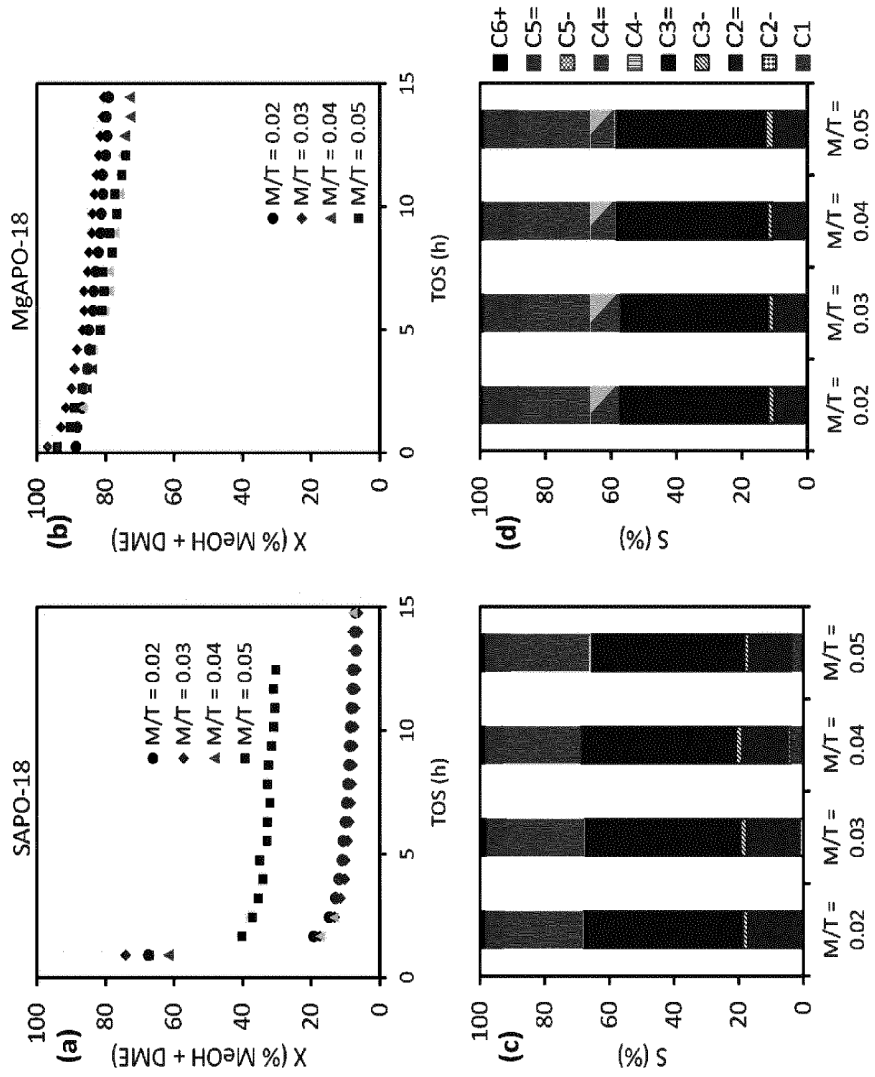 SAPO-18
(a)
X (% MeOH + DME)
100
80
60
40
20
0
M/T = 0.02
M/T = 0.03
M/T = 0.04
M/T = 0.05
0
5
10
15
TOS (h)
MgAPO-18
(b)
X (% MeOH + DME)
100
80
60
40
20
0
M/T = 0.02
M/T = 0.03
M/T = 0.04
M/T = 0.05
0
5
10
15
TOS (h)
(c)
S (%)
100
80
60
40
20
0
M/T =
0.02
M/T =
0.03
M/T =
0.04
M/T =
0.05
(d)
S (%)
100
80
60
40
20
0
M/T =
0.02
M/T =
0.03
M/T =
0.04
M/T =
0.05
C6+
C5=
C5-
C4=
C4-
C3=
C3-
C2=
C2-
C1